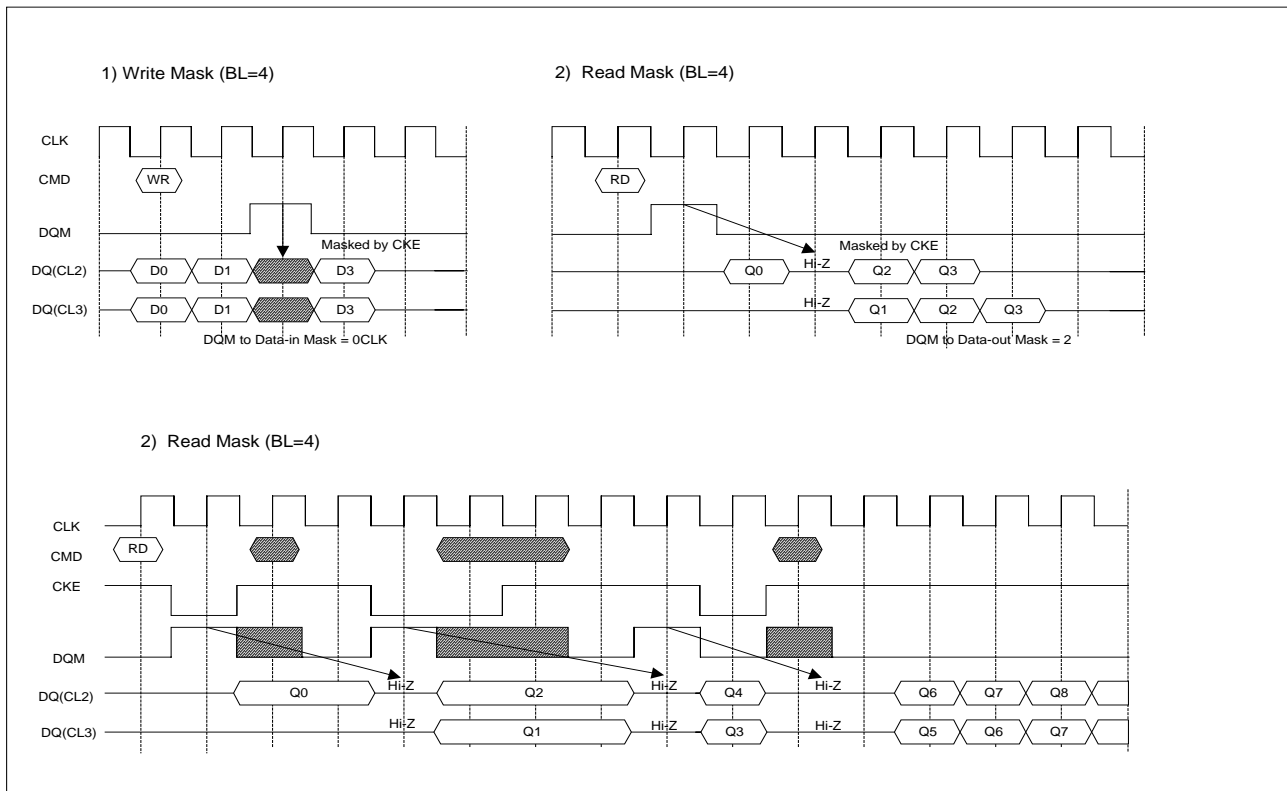 1) Write Mask (BL=4)
CLK
CMD
WR
DQM
Masked by CKE
DQ(CL2)
D0
D1
D3
DQ(CL3)
D0
D1
D3
DQM to Data-in Mask = 0CLK
2) Read Mask (BL=4)
RD
Masked by CKE
Q0
Hi-Z
Q2
Q3
Hi-Z
Q1
Q2
Q3
DQM to Data-out Mask = 2
2) Read Mask (BL=4)
CLK
CMD
RD
CKE
DQM
DQ(CL2)
Q0
Hi-Z
Q2
Hi-Z
Q4
Hi-Z
Q6
Q7
Q8
DQ(CL3)
Hi-Z
Q1
Hi-Z
Q3
Hi-Z
Q5
Q6
Q7